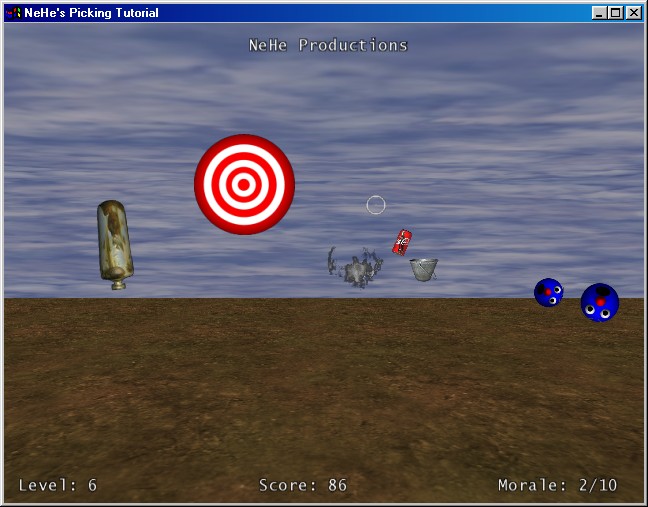 NeHe's Picking Tutorial
NeHe Productions
Level: 6
Score: 86
Morale: 2/10